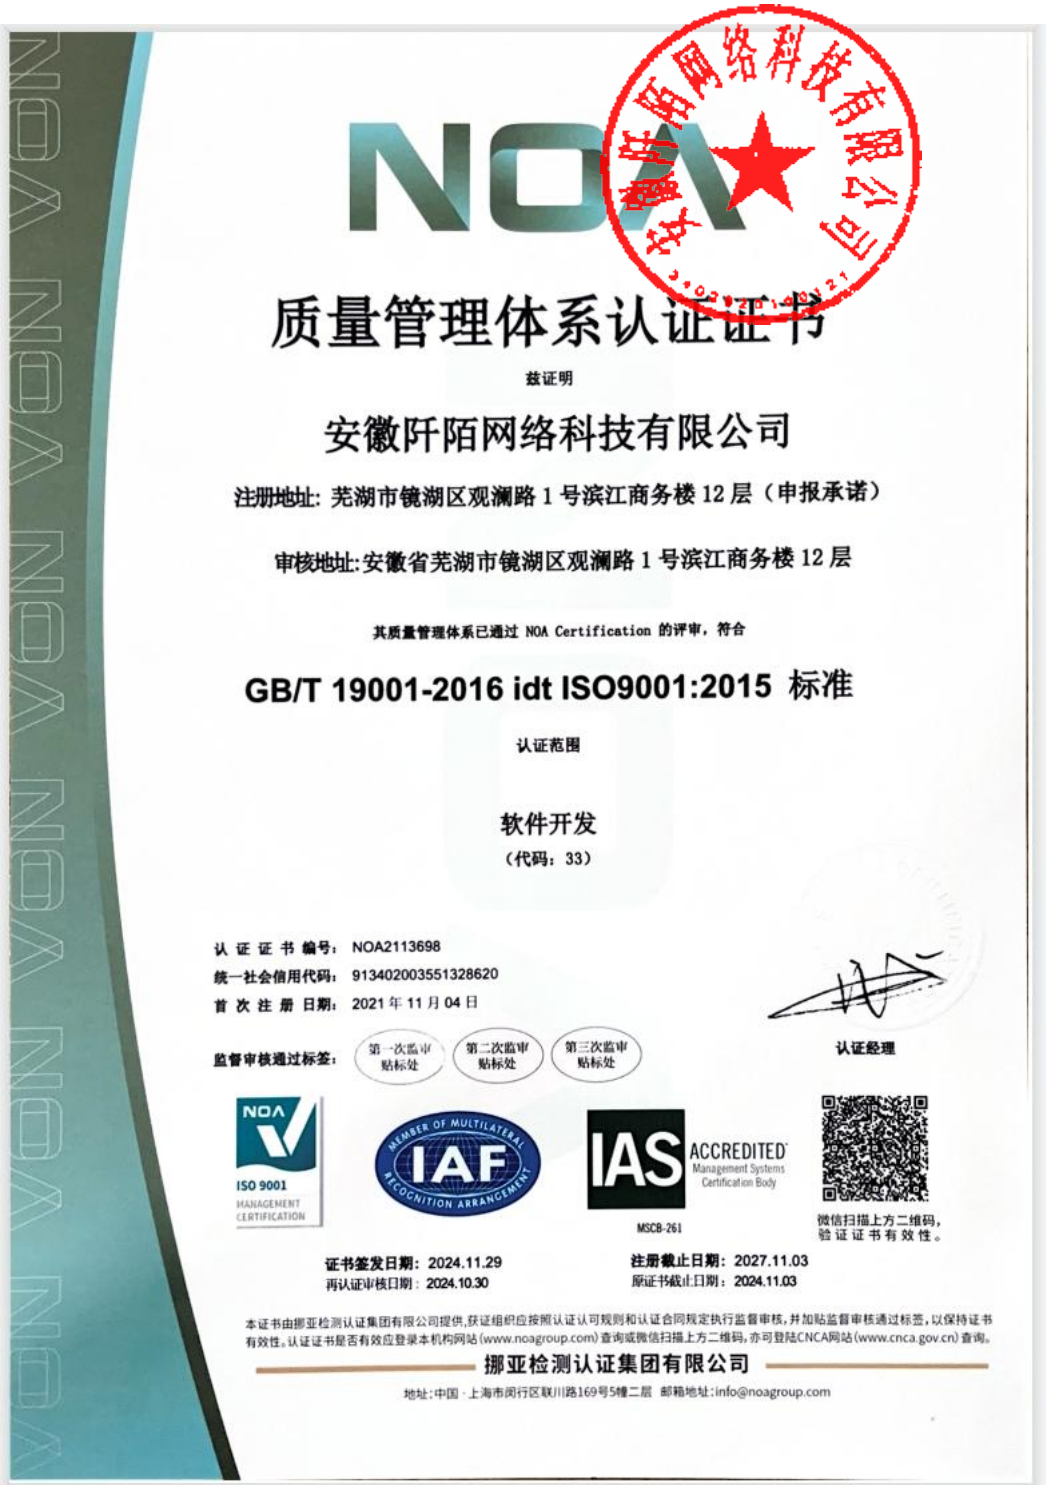 NOA
安徽阡陌网络科技有限公司
质量管理体系认证证书
兹证明
安徽阡陌网络科技有限公司
注册地址: 芜湖市镜湖区观澜路 1 号滨江商务楼 12 层（申报承诺）
审核地址:安徽省芜湖市镜湖区观澜路 1 号滨江商务楼 12 层
其质量管理体系已通过 NOA Certification 的评审，符合
GB/T 19001-2016 idt ISO9001:2015 标准
认证范围
软件开发
（代码：33）
认 证 证 书 编号： NOA2113698
统一社会信用代码： 913402003551328620
首 次 注 册 日期： 2021 年 11 月 04 日
监督审核通过标签：
第一次监审
贴标处
第二次监审
贴标处
第三次监审
贴标处
认证经理
NOA
ISO 9001
MANAGEMENT
CERTIFICATION
MEMBER OF MULTILATERAL
IAF
RECOGNITION ARRANGEMENT
IAS
ACCREDITED
Management Systems
Certification Body
MSCB-261
微信扫描上方二维码，
验证证书有效性。
证书签发日期： 2024.11.29
再认证审核日期： 2024.10.30
注册截止日期： 2027.11.03
原证书截止日期： 2024.11.03
本证书由挪亚检测认证集团有限公司提供,获证组织应按照认证认可规则和认证合同规定执行监督审核，并加贴监督审核通过标签，以保持证书
有效性。认证证书是否有效应登录本机构网站(www.noagroup.com)查询或微信扫描上方二维码，亦可登陆CNCA网站(www.cnca.gov.cn)查询。
挪亚检测认证集团有限公司
地址:中国·上海市闵行区联川路169号5幢二层 邮箱地址:info@noagroup.com
NOA NOA NOA NOA NOA NOA